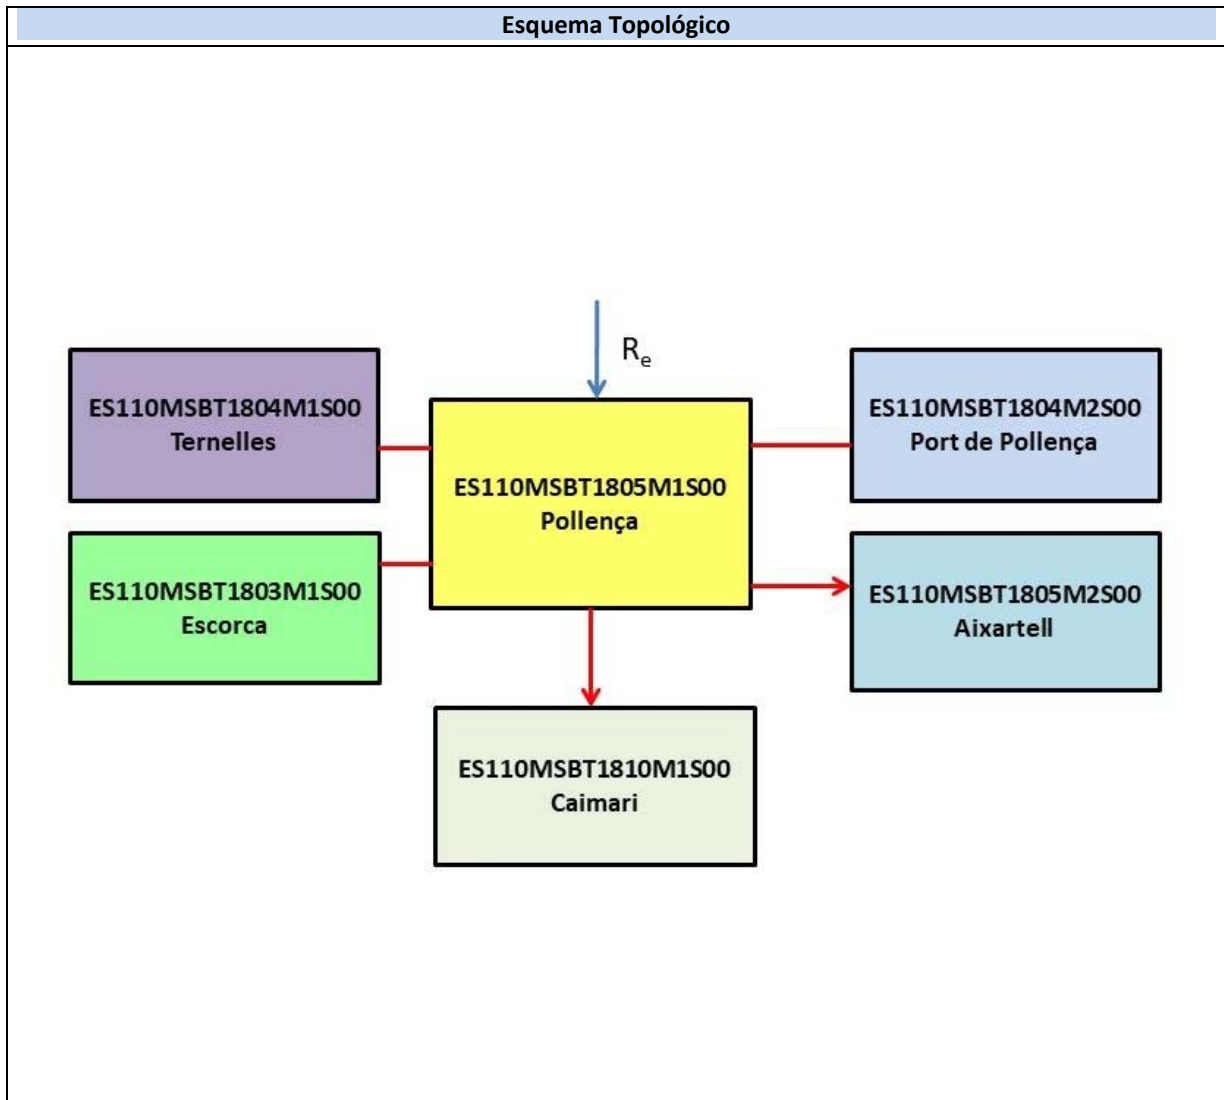 Esquema Topológico
Re
ES110MSBT1804M1S00
Ternelles
ES110MSBT1804M2S00
Port de Pollença
ES110MSBT1805M1S00
Pollença
ES110MSBT1803M1S00
Escorca
ES110MSBT1805M2S00
Aixartell
ES110MSBT1810M1S00
Caimari